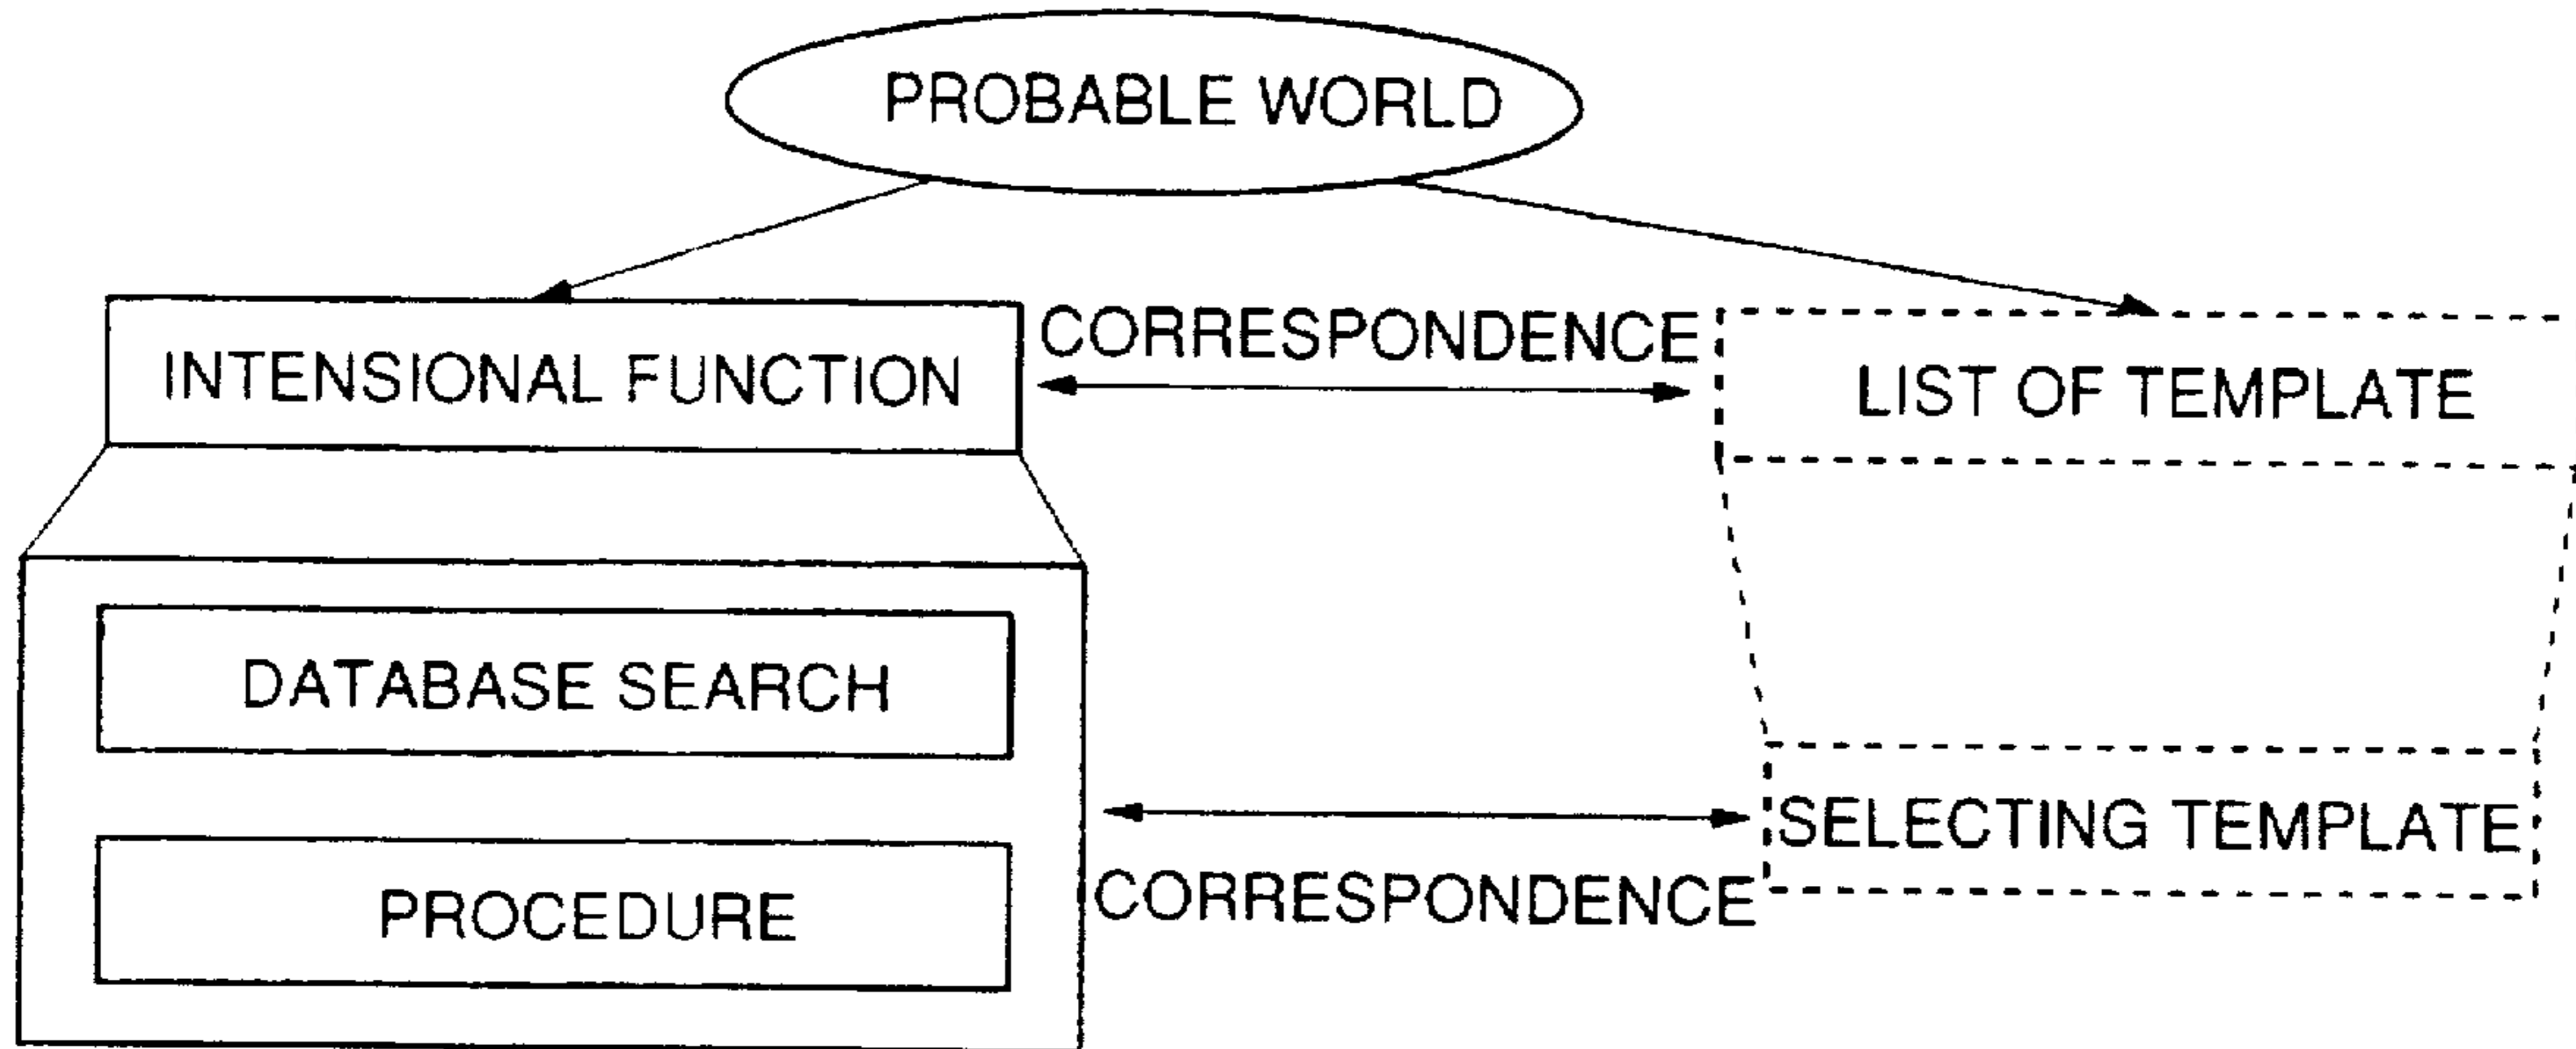 PROBABLE WORLD
CORRESPONDENCE
INTENSIONAL FUNCTION
LIST OF TEMPLATE
DATABASE SEARCH
SELECTING TEMPLATE
PROCEDURE
CORRESPONDENCE